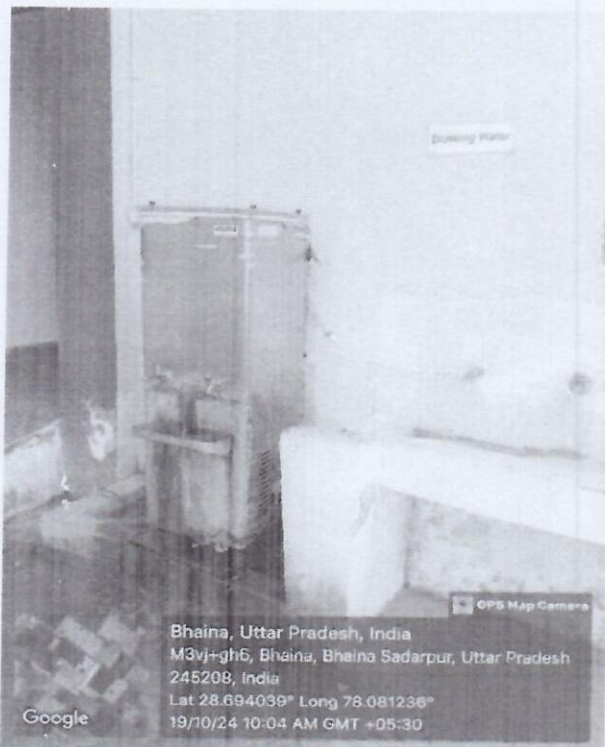 Drinking Water
GPS Map Camera
Bhaina, Uttar Pradesh, India
M3vj+gh6, Bhaina, Bhaina Sadarpur, Uttar Pradesh
245208, India
Lat 28.694039° Long 78.081236°
19/10/24 10:04 AM GMT +05:30
Google